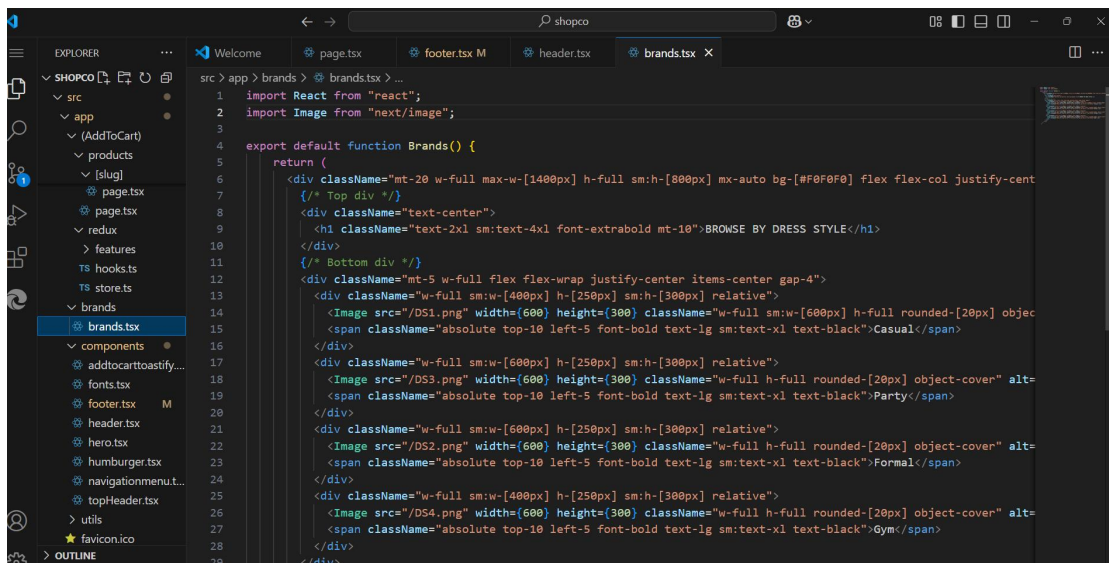 shopco
EXPLORER
Welcome
page.tsx
footer.tsx M
header.tsx
brands.tsx
SHOPCO
src
app
(AddToCart)
products
[slug]
page.tsx
page.tsx
redux
features
TS hooks.ts
TS store.ts
brands
brands.tsx
components
addtocarttoastify....
fonts.tsx
footer.tsx M
header.tsx
hero.tsx
humburger.tsx
navigationmenu.t...
topHeader.tsx
utils
favicon.ico
OUTLINE
1
src > app > brands > brands.tsx > ...
1 import React from "react";
2 import Image from "next/image";
3
4 export default function Brands() {
5 return (
6 <div className="mt-20 w-full max-w-[1400px] h-full sm:h-[800px] mx-auto bg-[#F0F0F0] flex flex-col justify-cent
7 {/* Top div */}
8 <div className="text-center">
9 <h1 className="text-2xl sm:text-4xl font-extrabold mt-10">BROWSE BY DRESS STYLE</h1>
10 </div>
11 {/* Bottom div */}
12 <div className="mt-5 w-full flex flex-wrap justify-center items-center gap-4">
13 <div className="w-full sm:w-[400px] h-[250px] sm:h-[300px] relative">
14 <Image src="/DS1.png" width={600} height={300} className="w-full sm:w-[600px] h-full rounded-[20px] objec
15 <span className="absolute top-10 left-5 font-bold text-lg sm:text-xl text-black">Casual</span>
16 </div>
17 <div className="w-full sm:w-[600px] h-[250px] sm:h-[300px] relative">
18 <Image src="/DS3.png" width={600} height={300} className="w-full h-full rounded-[20px] object-cover" alt=
19 <span className="absolute top-10 left-5 font-bold text-lg sm:text-xl text-black">Party</span>
20 </div>
21 <div className="w-full sm:w-[600px] h-[250px] sm:h-[300px] relative">
22 <Image src="/DS2.png" width={600} height={300} className="w-full h-full rounded-[20px] object-cover" alt=
23 <span className="absolute top-10 left-5 font-bold text-lg sm:text-xl text-black">Formal</span>
24 </div>
25 <div className="w-full sm:w-[400px] h-[250px] sm:h-[300px] relative">
26 <Image src="/DS4.png" width={600} height={300} className="w-full h-full rounded-[20px] object-cover" alt=
27 <span className="absolute top-10 left-5 font-bold text-lg sm:text-xl text-black">Gym</span>
28 </div>
29 </div>